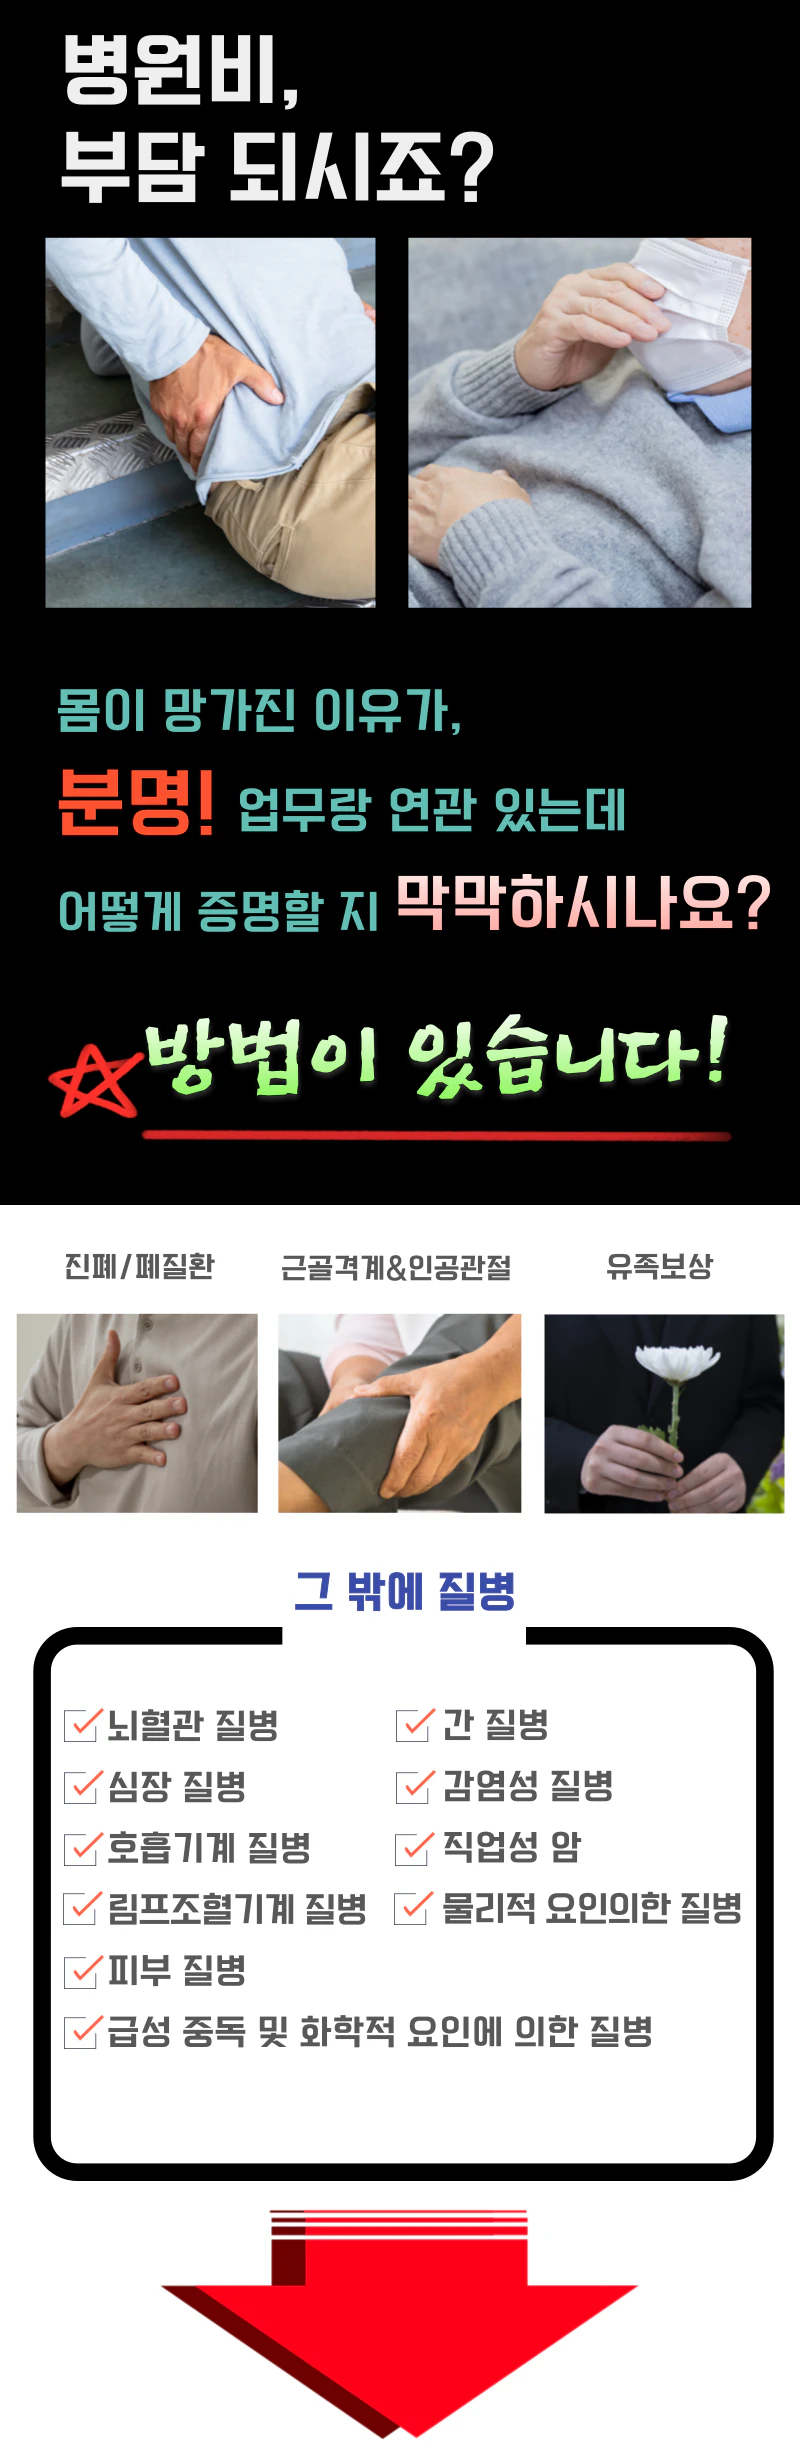 병원비,
부담 되시죠?
몸이 망가진 이유가,
분명! 업무랑 연관 있는데
어떻게 증명할 지 막막하시나요?
방법이 있습니다!
진폐/폐질환
근골격계&인공관절
유족보상
그 밖에 질병
뇌혈관 질병
간 질병
심장 질병
감염성 질병
호흡기계 질병
직업성 암
림프조혈기계 질병
물리적 요인의한 질병
피부 질병
급성 중독 및 화학적 요인에 의한 질병